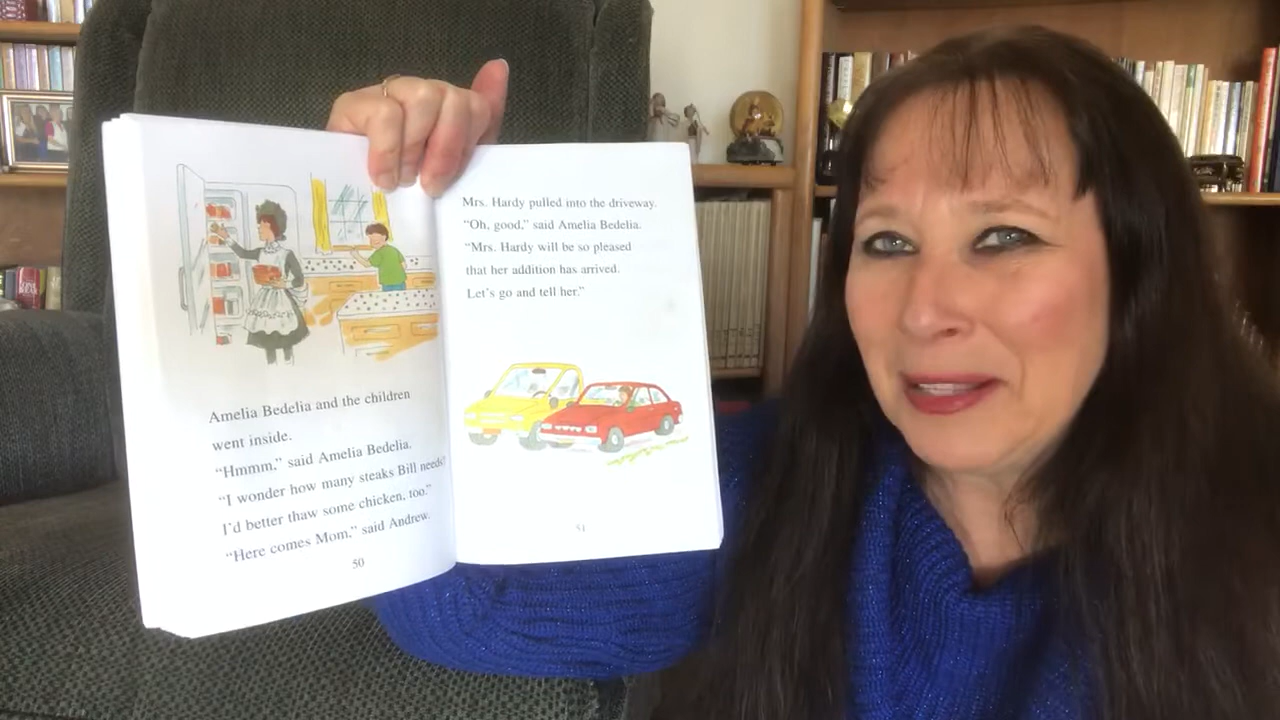 Amelia Bedelia and the children
went inside.
"Hmmm," said Amelia Bedelia.
"I wonder how many steaks Bill needs?
I'd better thaw some chicken, too."
"Here comes Mom," said Andrew.
50
Mrs. Hardy pulled into the driveway.
"Oh, good," said Amelia Bedelia.
"Mrs. Hardy will be so pleased
that her addition has arrived.
Let's go and tell her."
51